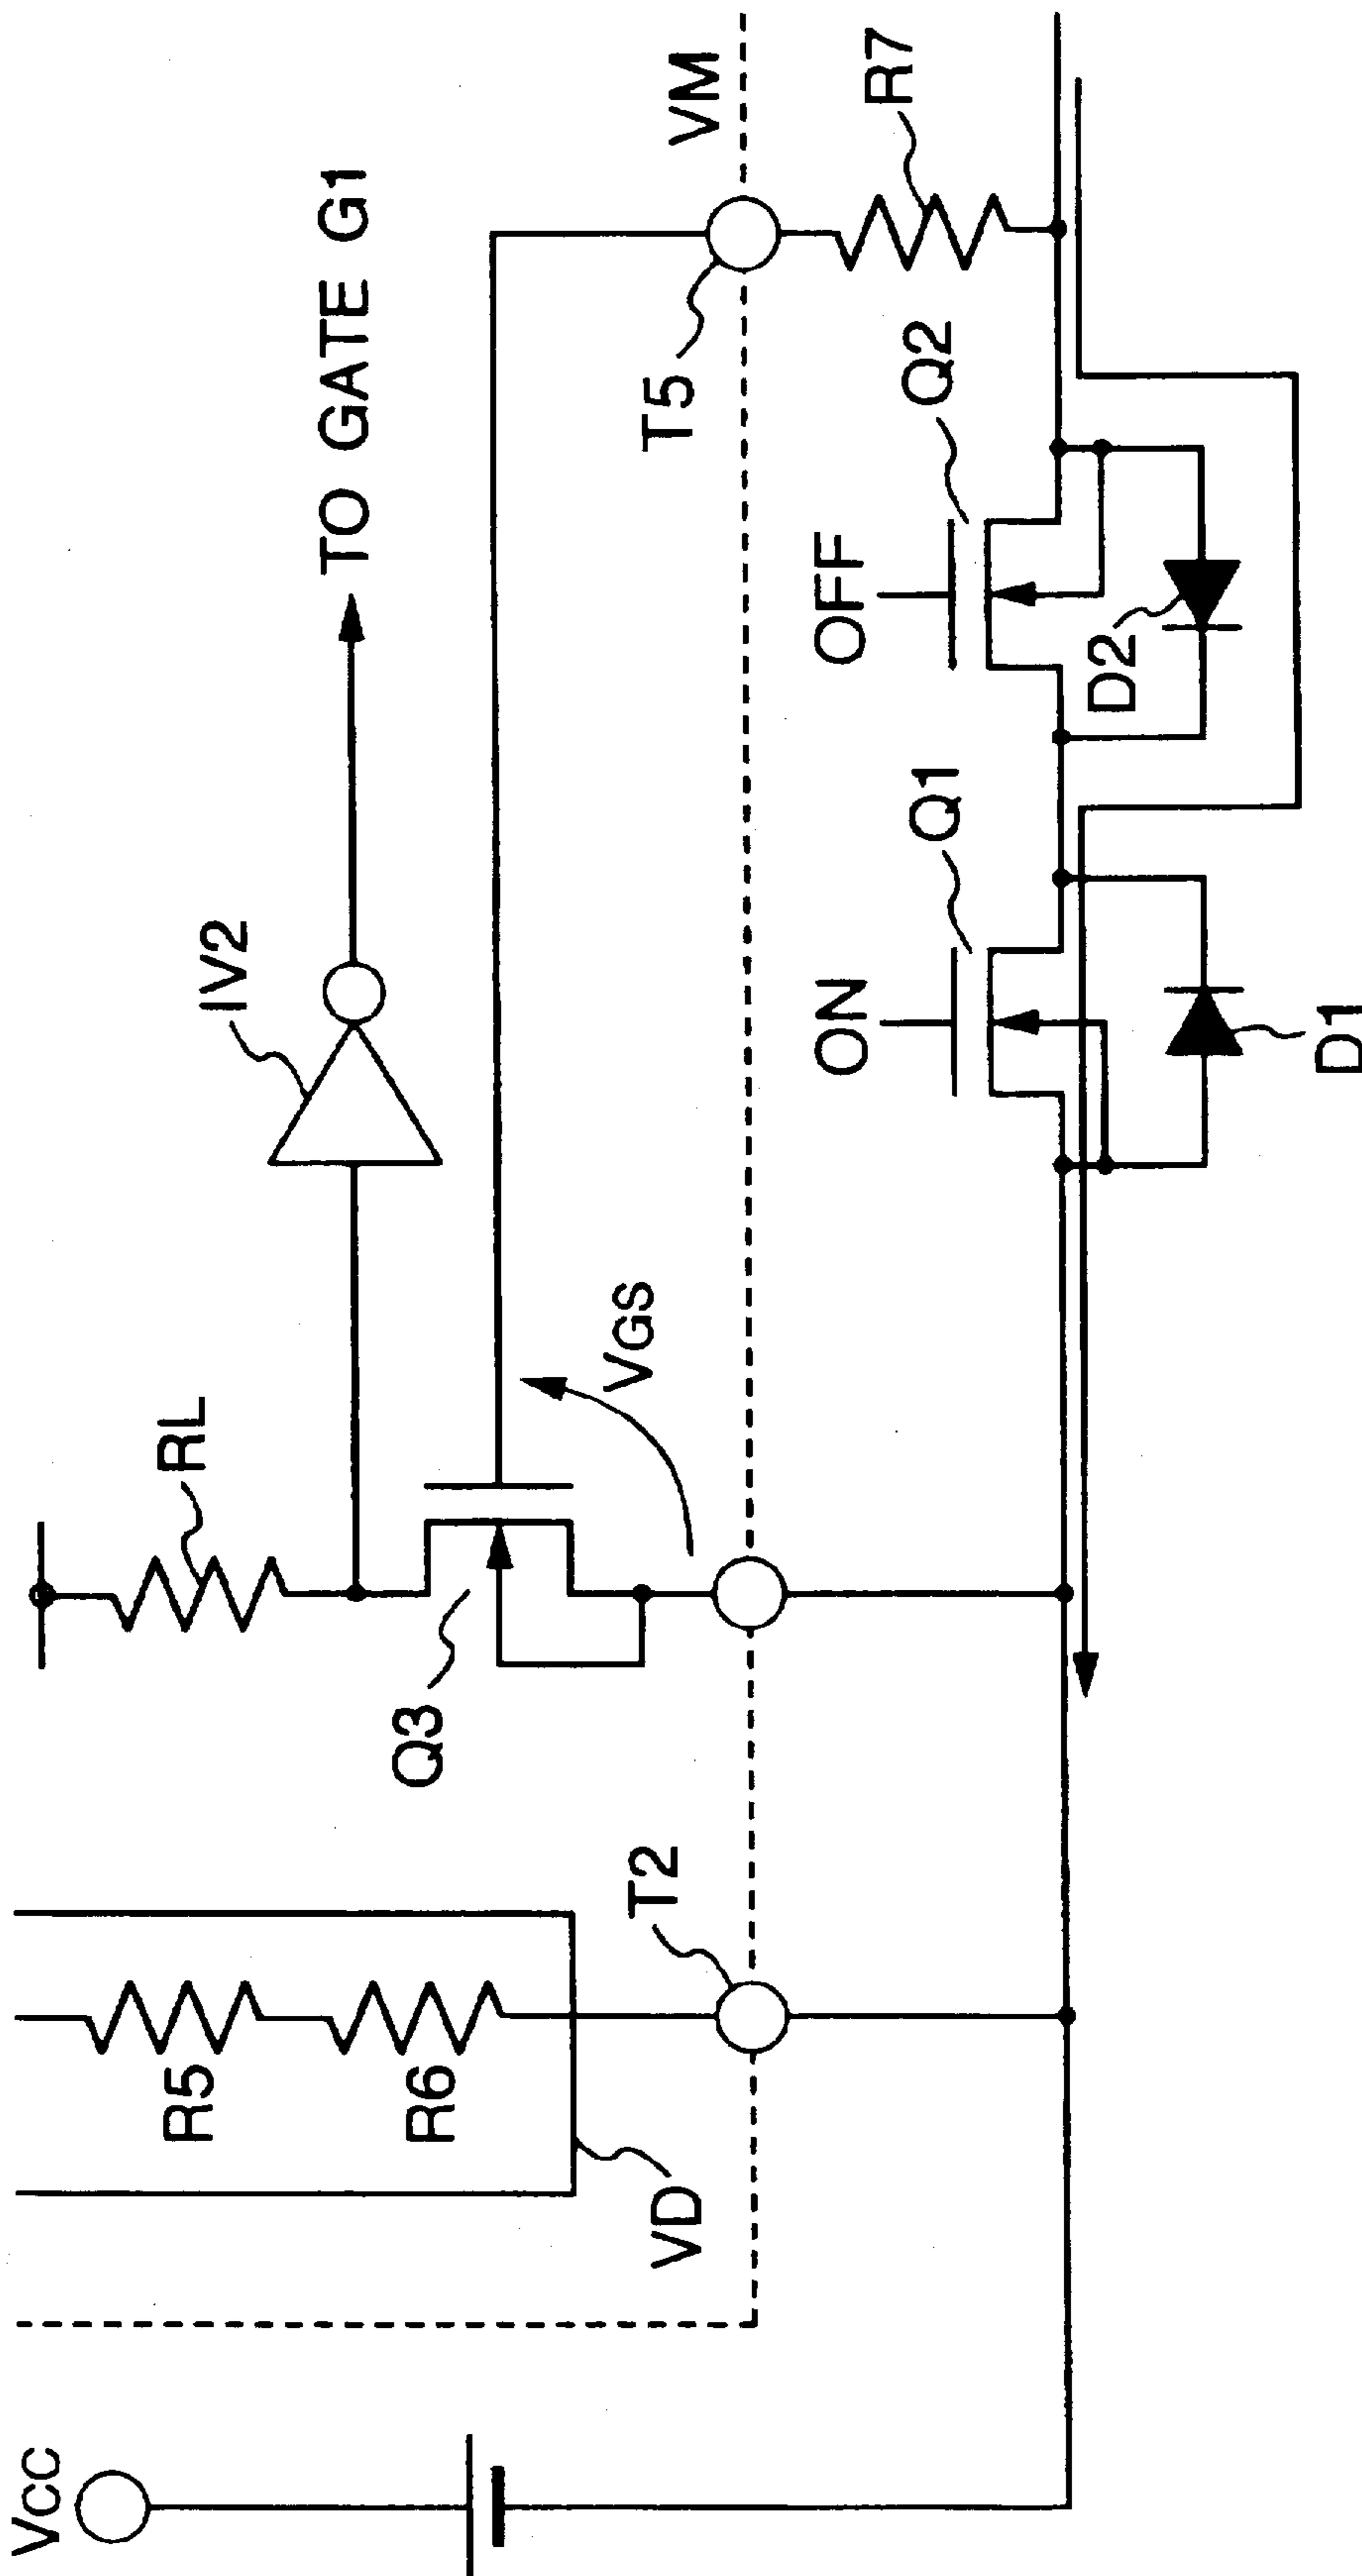 Vcc
VD
R5
R6
T2
Q3
RL
VGS
IV2
TO GATE G1
T5
VM
R7
ON
Q1
D1
OFF
Q2
D2